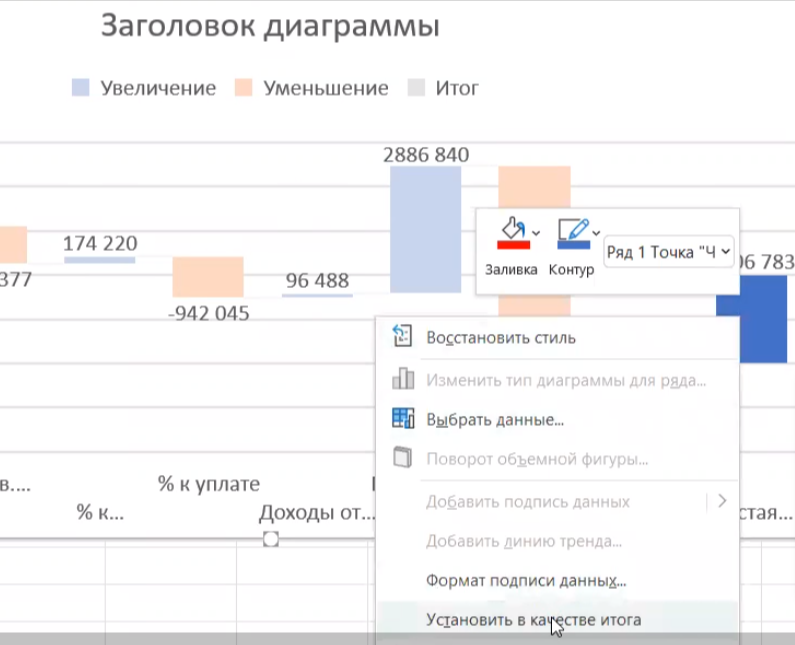 Заголовок диаграммы
Увеличение Уменьшение Итог
2886 840
174 220
377
96 488
-942 045
Заливка Контур
Ряд 1 Точка "Ч
06 783
Восстановить стиль
Изменить тип диаграммы для ряда...
Выбрать данные...
Поворот объемной фигуры...
Добавить подпись данных
Добавить линию тренда...
Формат подписи данных...
Установить в качестве итога
в.... % к уплате
% к... Доходы от... стая...